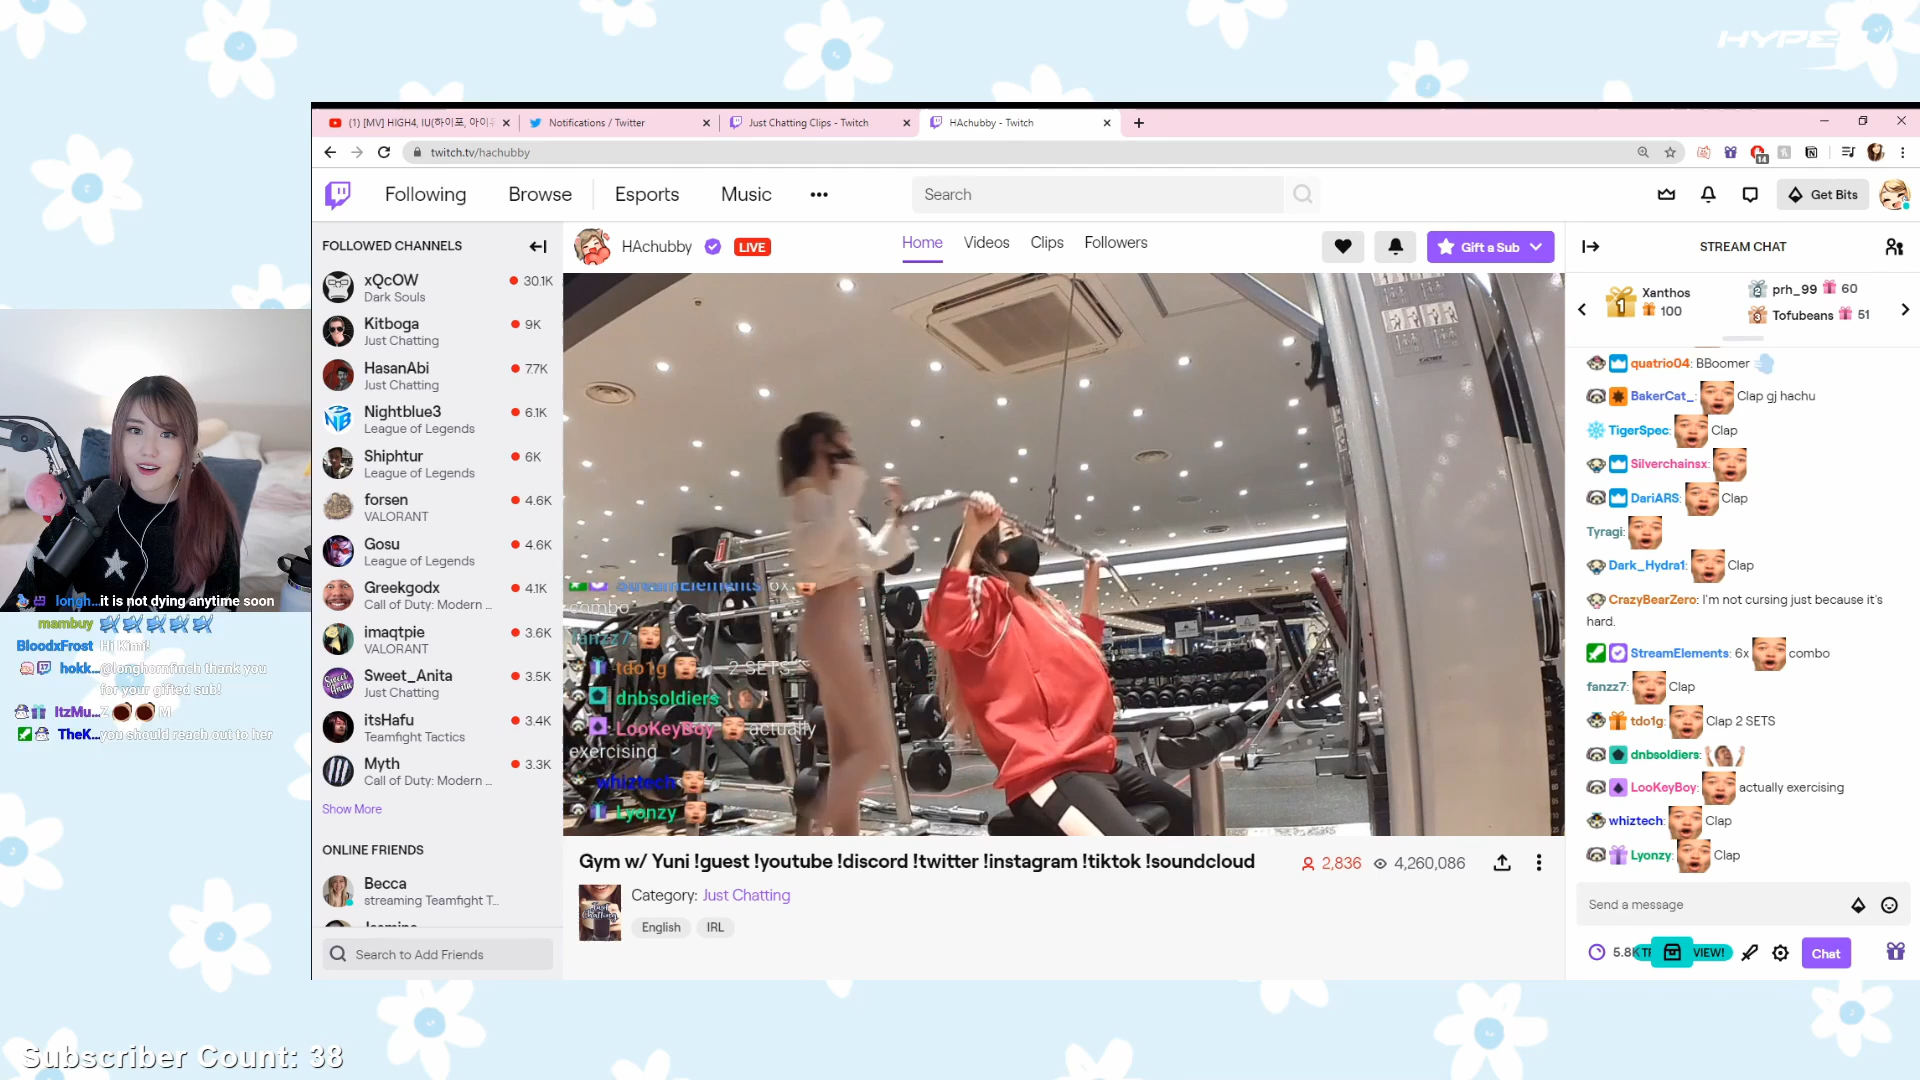 HYPE
(1) [MV] HIGH4, IU(하이포, 아이유
Notifications / Twitter
Just Chatting Clips - Twitch
HAchubby - Twitch
twitch.tv/hachubby
14
Following
Browse
Esports
Music
Search
Get Bits
FOLLOWED CHANNELS
xQcOW
30.1K
Dark Souls
Kitboga
9K
Just Chatting
HasanAbi
7.7K
Just Chatting
Nightblue3
6.1K
League of Legends
Shiphtur
6K
League of Legends
forsen
4.6K
VALORANT
Gosu
4.6K
League of Legends
Greekgodx
4.1K
Call of Duty: Modern ...
imaqtpie
3.6K
VALORANT
Sweet_Anita
3.5K
Just Chatting
itsHafu
3.4K
Teamfight Tactics
Myth
3.3K
Call of Duty: Modern ...
Show More
ONLINE FRIENDS
Becca
streaming Teamfight T...
Search to Add Friends
HAchubby
LIVE
Home
Videos
Clips
Followers
Gift a Sub
StreamElements 6x
combo
fanzz7
tdo1g 2 SETS
dnbsoldiers
LooKeyBoy actually
exercising
whiztech
Lyonzy
Gym w/ Yuni !guest !youtube !discord !twitter !instagram !tiktok !soundcloud
2,836
4,260,086
Category: Just Chatting
English
IRL
STREAM CHAT
1
Xanthos
100
2
prh_99
60
3
Tofubeans
51
quatrio04: BBoomer
BakerCat_: Clap gj hachu
TigerSpec: Clap
Silverchainsx:
DariARS: Clap
Tyragi:
Dark_Hydra1: Clap
CrazyBearZero: I'm not cursing just because it's
hard.
StreamElements: 6x combo
fanzz7: Clap
tdo1g: Clap 2 SETS
dnbsoldiers:
LooKeyBoy: actually exercising
whiztech: Clap
Lyonzy: Clap
Send a message
5.8K
VIEW!
Chat
longh...it is not dying anytime soon
mambuy
BloodxFrost Hi Kimi!
hokk...@longhornfinch thank you
for your gifted sub!
ItzMu...Z M
TheK...you should reach out to her
Subscriber Count: 38